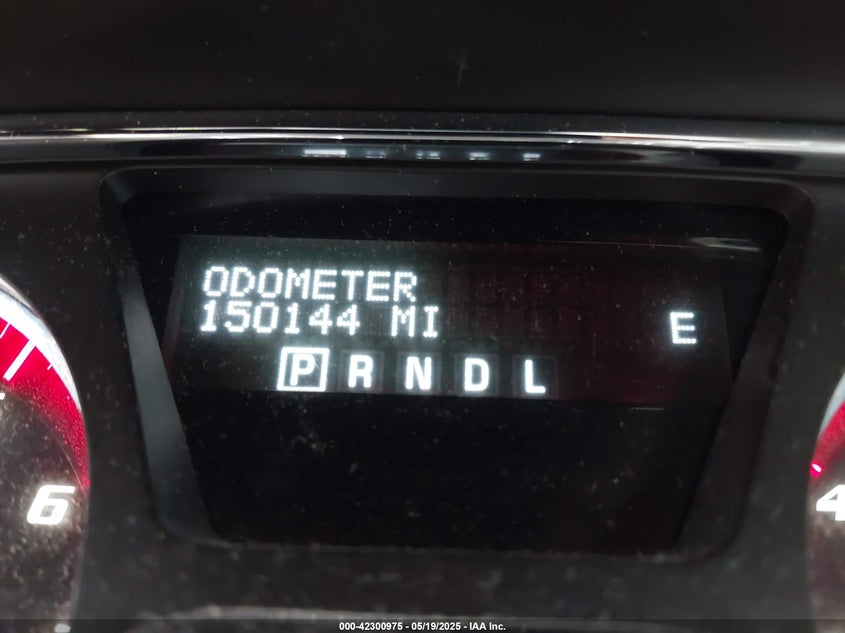 ODOMETER
150144 MI E
P R N D L
6
4
000-42300975 - 05/19/2025 - IAA Inc.